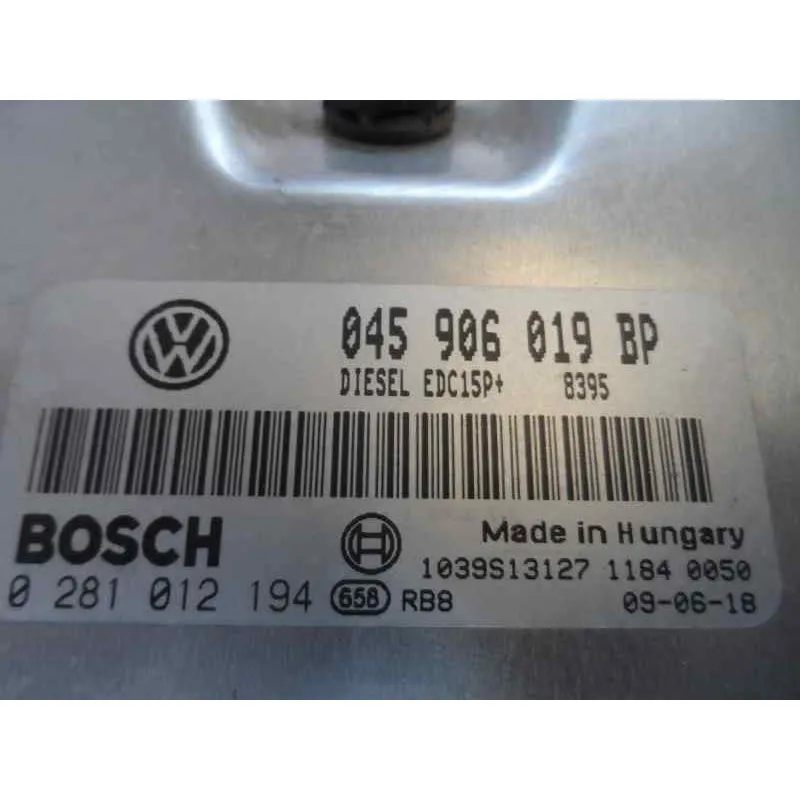 045 906 019 BP
DIESEL EDC15P+ 8395
BOSCH
Made in Hungary
1039S13127 1184 0050
0 281 012 194 658 RB8 09-06-18